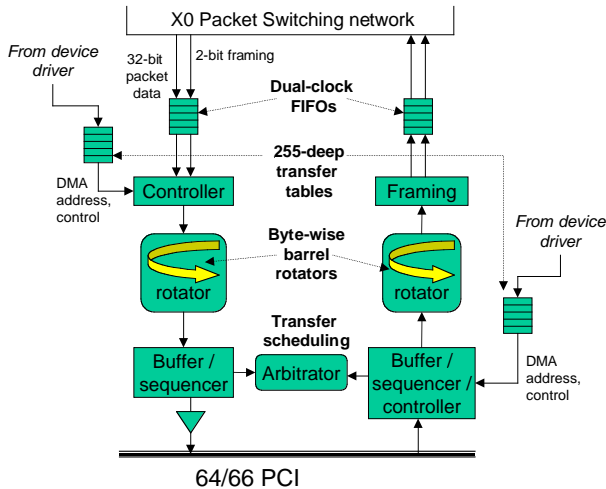 X0 Packet Switching network
From device
driver
32-bit
packet
data
2-bit framing
Dual-clock
FIFOs
255-deep
transfer
tables
DMA
address,
control
Controller
Framing
From device
driver
Byte-wise
barrel
rotators
rotator
rotator
Transfer
scheduling
Buffer /
sequencer
Arbitrator
Buffer /
sequencer /
controller
DMA
address,
control
64/66 PCI